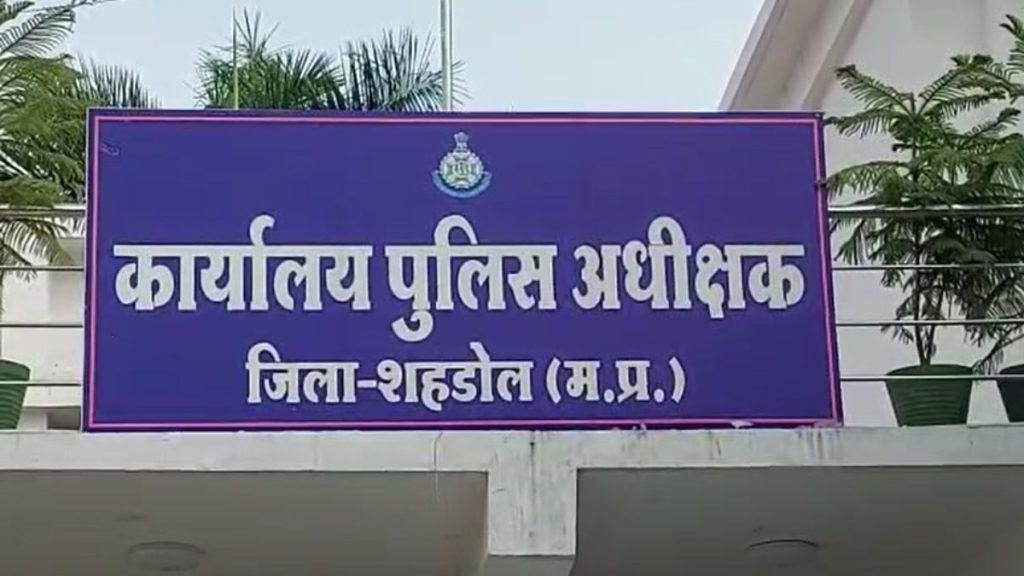 कार्यालय पुलिस अधीक्षक
जिला-शहडोल (म.प्र.)